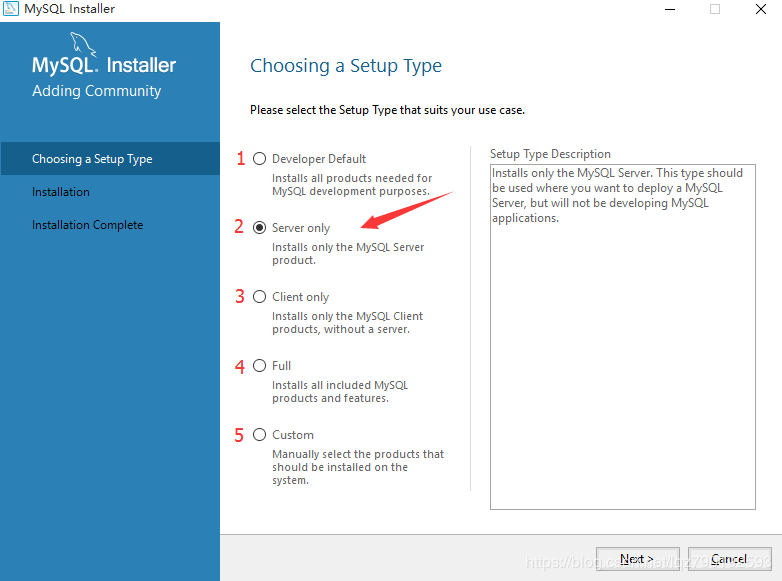 MySQL Installer
MySQL. Installer
Adding Community
Choosing a Setup Type
Installation
Installation Complete
Choosing a Setup Type
Please select the Setup Type that suits your use case.
1 Developer Default
Installs all products needed for
MySQL development purposes.
2 Server only
Installs only the MySQL Server
product.
3 Client only
Installs only the MySQL Client
products, without a server.
4 Full
Installs all included MySQL
products and features.
5 Custom
Manually select the products that
should be installed on the
system.
Setup Type Description
Installs only the MySQL Server. This type should
be used where you want to deploy a MySQL
Server, but will not be developing MySQL
applications.
Next >
Cancel